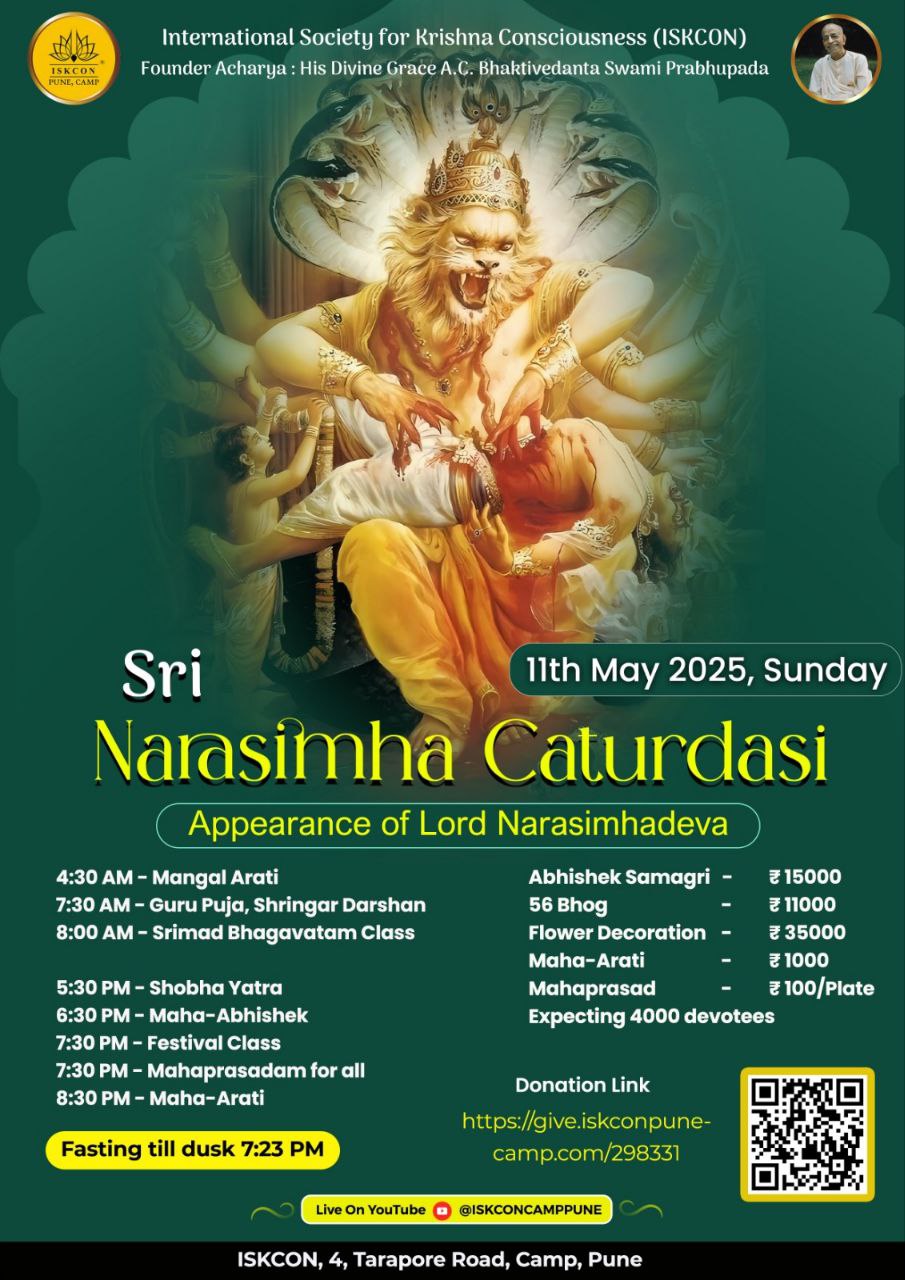 International Society for Krishna Consciousness (ISKCON)
Founder Acharya : His Divine Grace A.C. Bhaktivedanta Swami Prabhupada
ISKCON
PUNE, CAMP
Sri
11th May 2025, Sunday
Narasimha Caturdasi
Appearance of Lord Narasimhadeva
4:30 AM – Mangal Arati
7:30 AM – Guru Puja, Shringar Darshan
8:00 AM – Srimad Bhagavatam Class
5:30 PM – Shobha Yatra
6:30 PM – Maha-Abhishek
7:30 PM – Festival Class
7:30 PM – Mahaprasadam for all
8:30 PM – Maha-Arati
Fasting till dusk 7:23 PM
Abhishek Samagri - ₹ 15000
56 Bhog - ₹ 11000
Flower Decoration - ₹ 35000
Maha-Arati - ₹ 1000
Mahaprasad - ₹ 100/Plate
Expecting 4000 devotees
Donation Link
https://give.iskconpune-
camp.com/298331
Live On YouTube @ISKCONCAMPPUNE
ISKCON, 4, Tarapore Road, Camp, Pune